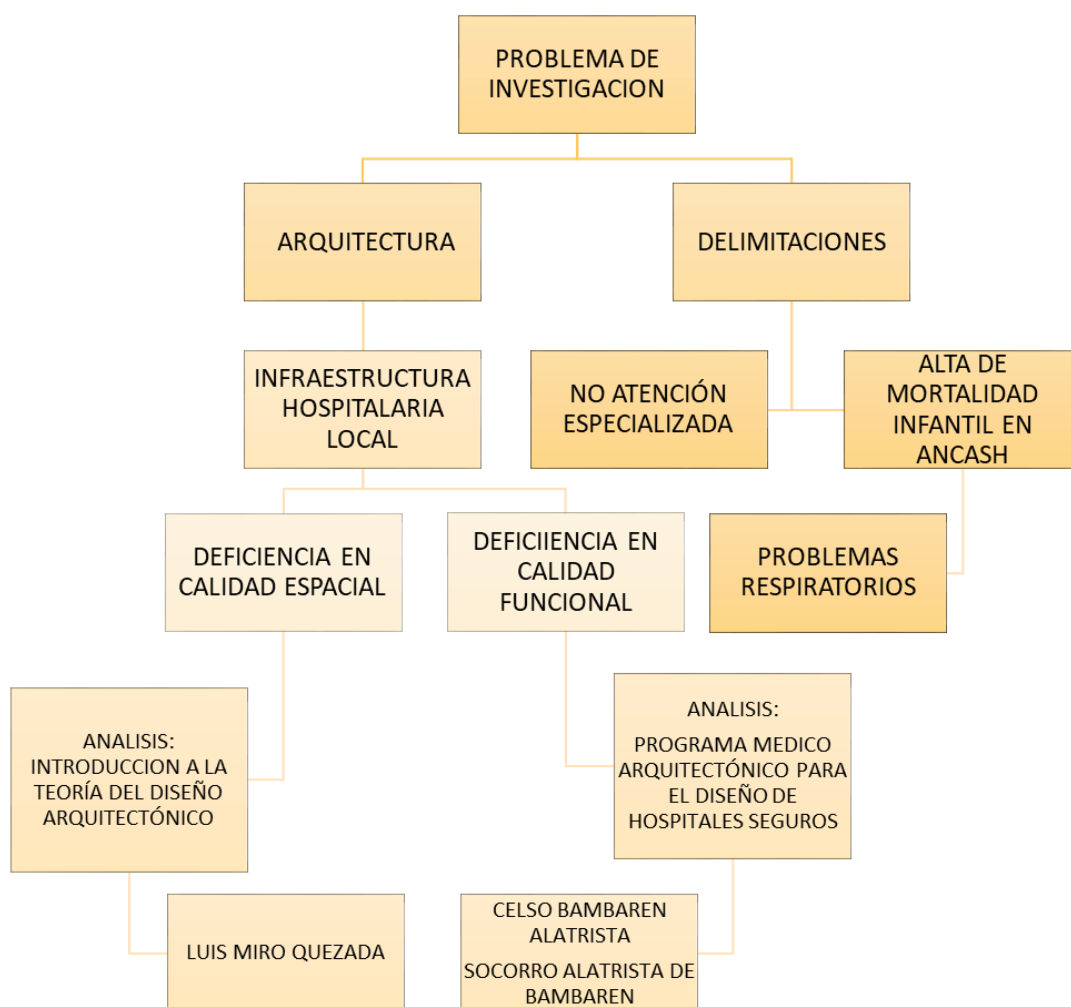 PROBLEMA DE
INVESTIGACION
ARQUITECTURA
DELIMITACIONES
INFRAESTRUCTURA
HOSPITALARIA
LOCAL
NO ATENCIÓN
ESPECIALIZADA
ALTA DE
MORTALIDAD
INFANTIL EN
ANCASH
DEFICIENCIA EN
CALIDAD ESPACIAL
DEFICIIENCIA EN
CALIDAD
FUNCIONAL
PROBLEMAS
RESPIRATORIOS
ANALISIS:
INTRODUCCION A LA
TEORÍA DEL DISEÑO
ARQUITECTÓNICO
ANALISIS:
PROGRAMA MEDICO
ARQUITECTÓNICO PARA
EL DISEÑO DE
HOSPITALES SEGUROS
LUIS MIRO QUEZADA
CELSO BAMBAREN
ALATRISTA
SOCORRO ALATRISTA DE
BAMBAREN